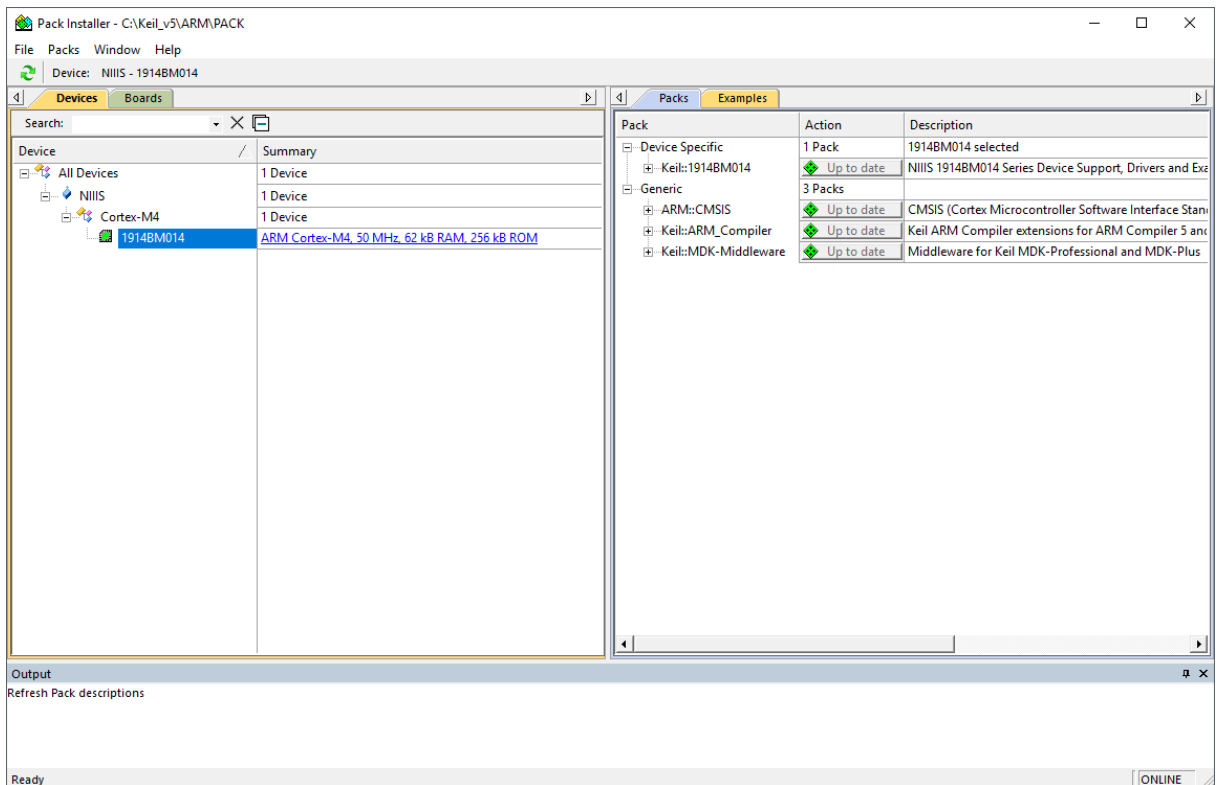 Pack Installer - C:\Keil_v5\ARM\PACK
File Packs Window Help
Device: NIIIS - 1914BM014
Devices Boards
Search:
Device / Summary
All Devices 1 Device
NIIIS 1 Device
Cortex-M4 1 Device
1914BM014 ARM Cortex-M4, 50 MHz, 62 kB RAM, 256 kB ROM
Packs Examples
Pack Action Description
Device Specific 1 Pack 1914BM014 selected
Keil::1914BM014 Up to date NIIIS 1914BM014 Series Device Support, Drivers and Exa
Generic 3 Packs
ARM::CMSIS Up to date CMSIS (Cortex Microcontroller Software Interface Stan
Keil::ARM_Compiler Up to date Keil ARM Compiler extensions for ARM Compiler 5 and
Keil::MDK-Middleware Up to date Middleware for Keil MDK-Professional and MDK-Plus
Output
Refresh Pack descriptions
Ready ONLINE